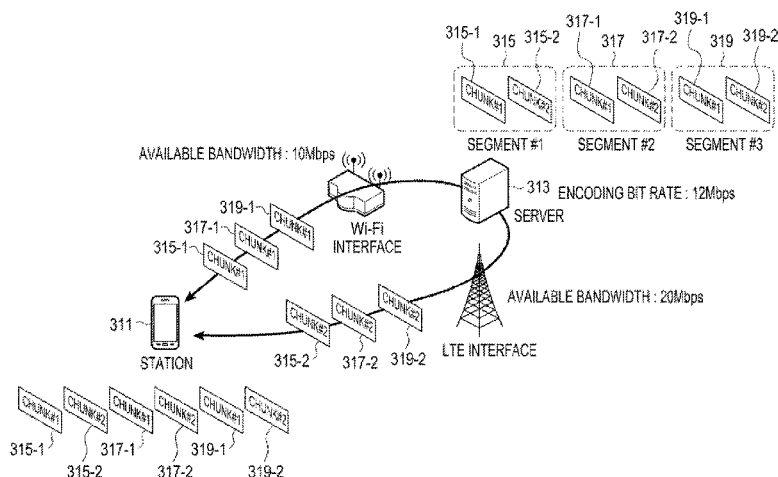 315-1 315 315-2 317-1 317 317-2 319-1 319 319-2
CHUNK#1 CHUNK#2 CHUNK#1 CHUNK#2 CHUNK#1 CHUNK#2
SEGMENT #1 SEGMENT #2 SEGMENT #3
AVAILABLE BANDWIDTH : 10Mbps
313 ENCODING BIT RATE : 12Mbps
SERVER
Wi-Fi
INTERFACE
319-1
317-1
315-1
CHUNK#1
CHUNK#1
CHUNK#1
AVAILABLE BANDWIDTH : 20Mbps
LTE INTERFACE
311
STATION
CHUNK#2
CHUNK#2
CHUNK#2
315-2 317-2 319-2
CHUNK#1 CHUNK#2 CHUNK#1 CHUNK#2 CHUNK#1 CHUNK#2
315-1 317-1 319-1
315-2 317-2 319-2